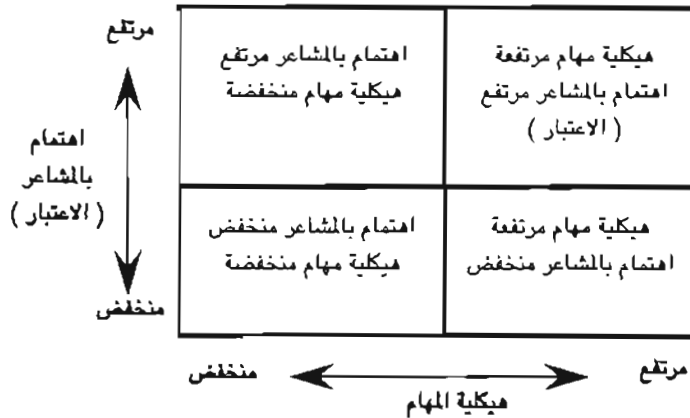 مرتفع
اهتمام
بالمشاعر
( الاعتبار )
منخفض
هيكلية مهام مرتفعة
اهتمام بالمشاعر مرتفع
( الاعتبار )
اهتمام بالمشاعر مرتفع
هيكلية مهام منخفضة
هيكلية مهام مرتفعة
اهتمام بالمشاعر منخفض
اهتمام بالمشاعر منخفض
هيكلية مهام منخفضة
مرتفع
منخفض
هيكلية المهام